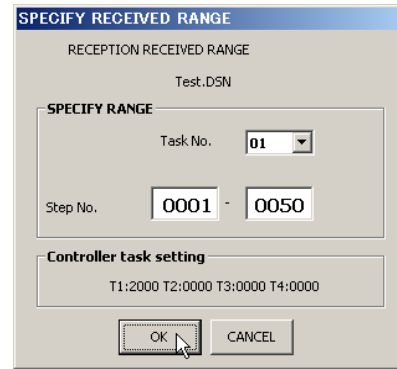 SPECIFY RECEIVED RANGE
RECEPTION RECEIVED RANGE
Test.DSN
SPECIFY RANGE
Task No. 01
Step No. 0001 - 0050
Controller task setting
T1:2000 T2:0000 T3:0000 T4:0000
OK CANCEL